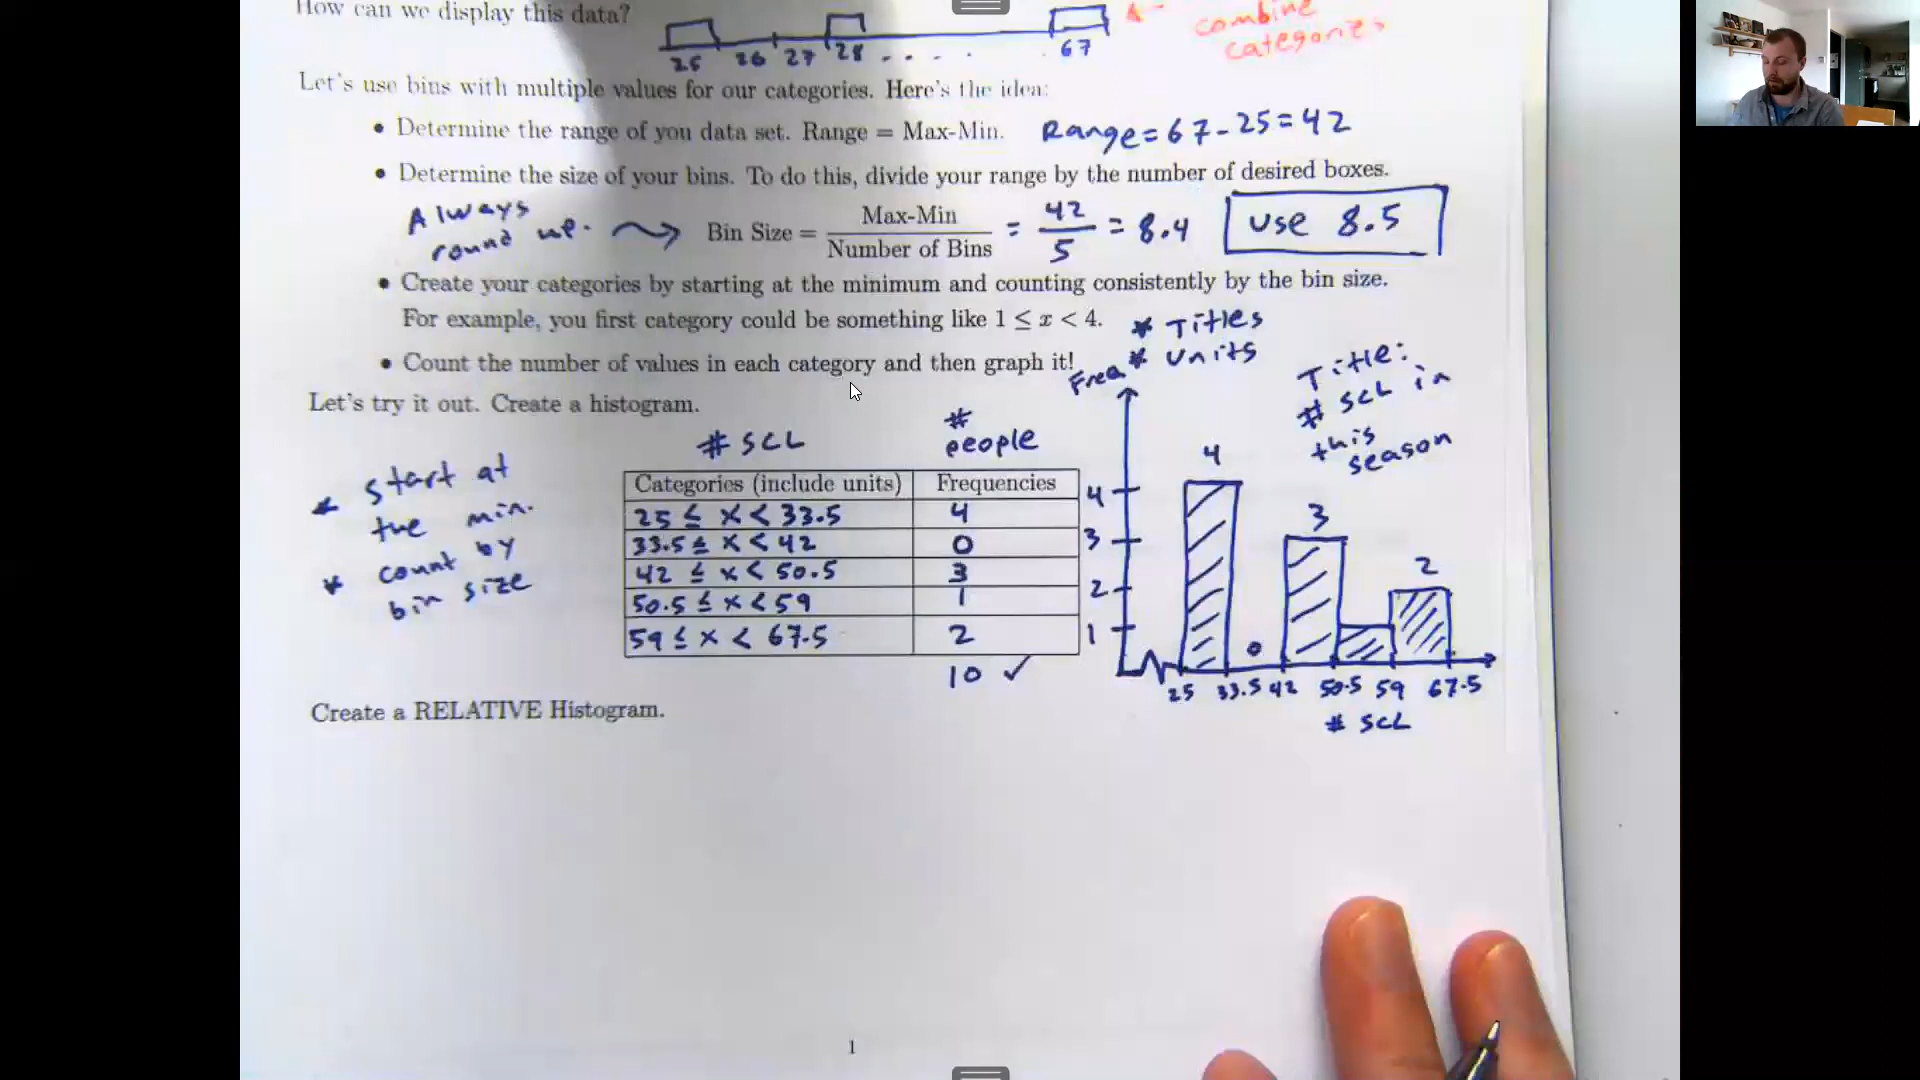 How can we display this data?
25 26 27 28 . . . . 67
combine
categories
Let's use bins with multiple values for our categories. Here's the idea:
• Determine the range of you data set. Range = Max-Min. Range = 67 - 25 = 42
• Determine the size of your bins. To do this, divide your range by the number of desired boxes.
Always
round up.
Bin Size = Max-Min / Number of Bins = 42/5 = 8.4 use 8.5
• Create your categories by starting at the minimum and counting consistently by the bin size.
For example, you first category could be something like 1 ≤ x < 4.
* Titles
* Units
• Count the number of values in each category and then graph it!
Let's try it out. Create a histogram.
* start at
the min.
* count by
bin size
# SCL
# people
Categories (include units) Frequencies
25 ≤ x < 33.5 4
33.5 ≤ x < 42 0
42 ≤ x < 50.5 3
50.5 ≤ x < 59 1
59 ≤ x < 67.5 2
10 ✓
Freq
Title:
# SCL in
this
season
4
3
2
1
4 0 3 2
25 33.5 42 50.5 59 67.5
# SCL
Create a RELATIVE Histogram.
1